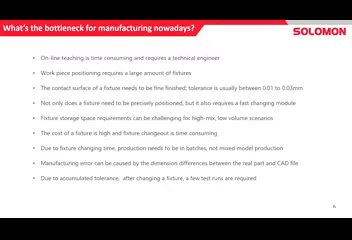 What's the bottleneck for manufacturing nowadays?
SOLOMON
• On-line teaching is time consuming and requires a technical engineer
• Work piece positioning requires a large amount of fixtures
• The contact surface of a fixture needs to be fine finished; tolerance is usually between 0.01 to 0.03mm
• Not only does a fixture need to be precisely positioned, but it also requires a fast changing module
• Fixture storage space requirements can be challenging for high-mix, low volume scenarios
• The cost of a fixture is high and fixture changeout is time consuming
• Due to fixture changing time, production needs to be in batches, not mixed model production
• Manufacturing error can be caused by the dimension differences between the real part and CAD file
• Due to accumulated tolerance, after changing a fixture, a few test runs are required